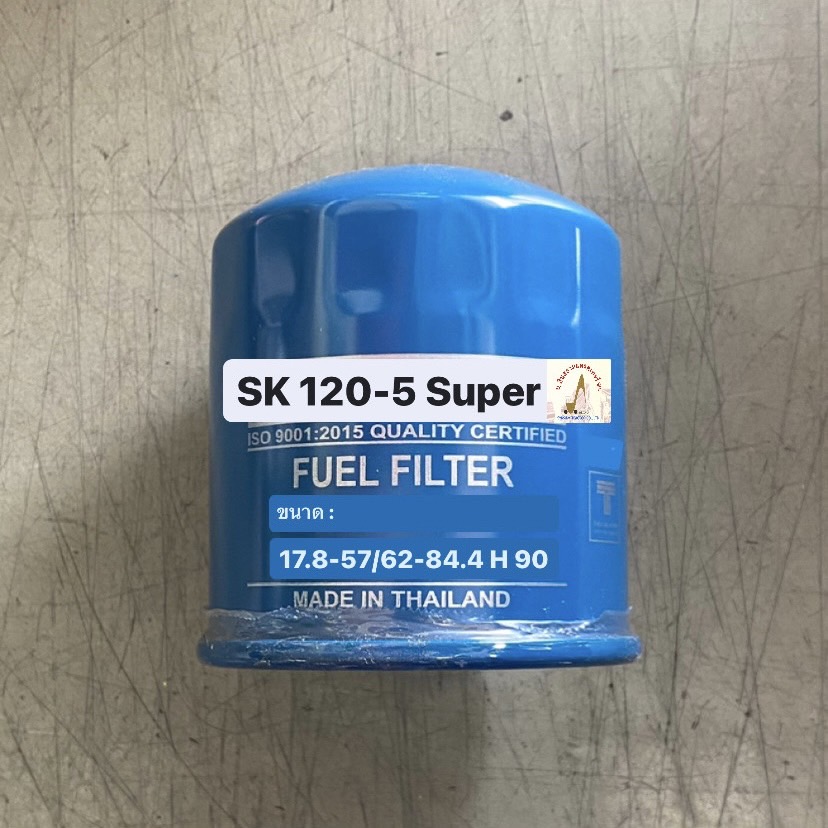 SK 120-5 Super
ISO 9001:2015 QUALITY CERTIFIED
FUEL FILTER
ขนาด :
17.8-57/62-84.4 H 90
MADE IN THAILAND